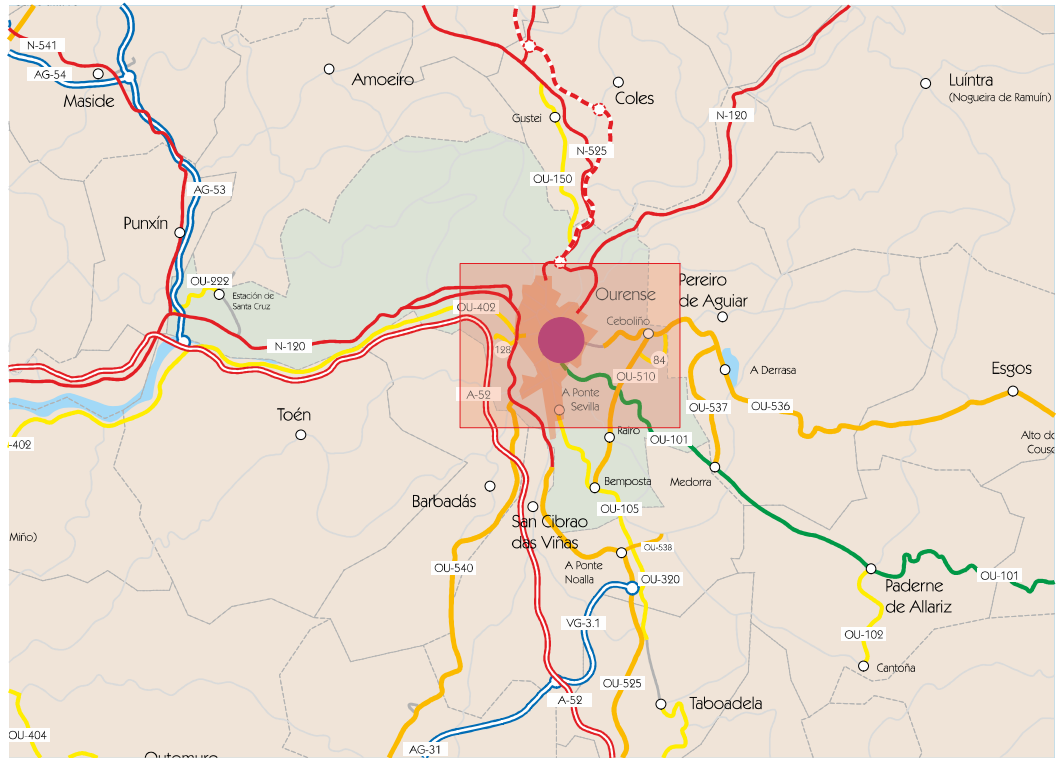 N-541
AG-54
Maside
Amoeiro
Coles
Luíntra
(Nogueira de Ramuín)
Gustei
N-120
N-525
OU-150
AG-53
Punxín
OU-222
Estación de
Santa Cruz
Pereiro
de Aguiar
Ourense
OU-402
Ceboliño
N-120
128
84
A Derrasa
Esgos
OU-510
A-52
A Ponte
Sevilla
OU-537
OU-536
Toén
Rairo
OU-101
-402
Alto do
Medorra
Barbadás
Bemposta
OU-105
San Cibrao
das Viñas
Miño)
OU-538
A Ponte
Noalla
OU-540
OU-320
OU-101
Paderne
de Allariz
VG-3.1
OU-102
Cantoña
OU-525
A-52
Taboadela
OU-404
AG-31
Outomuro